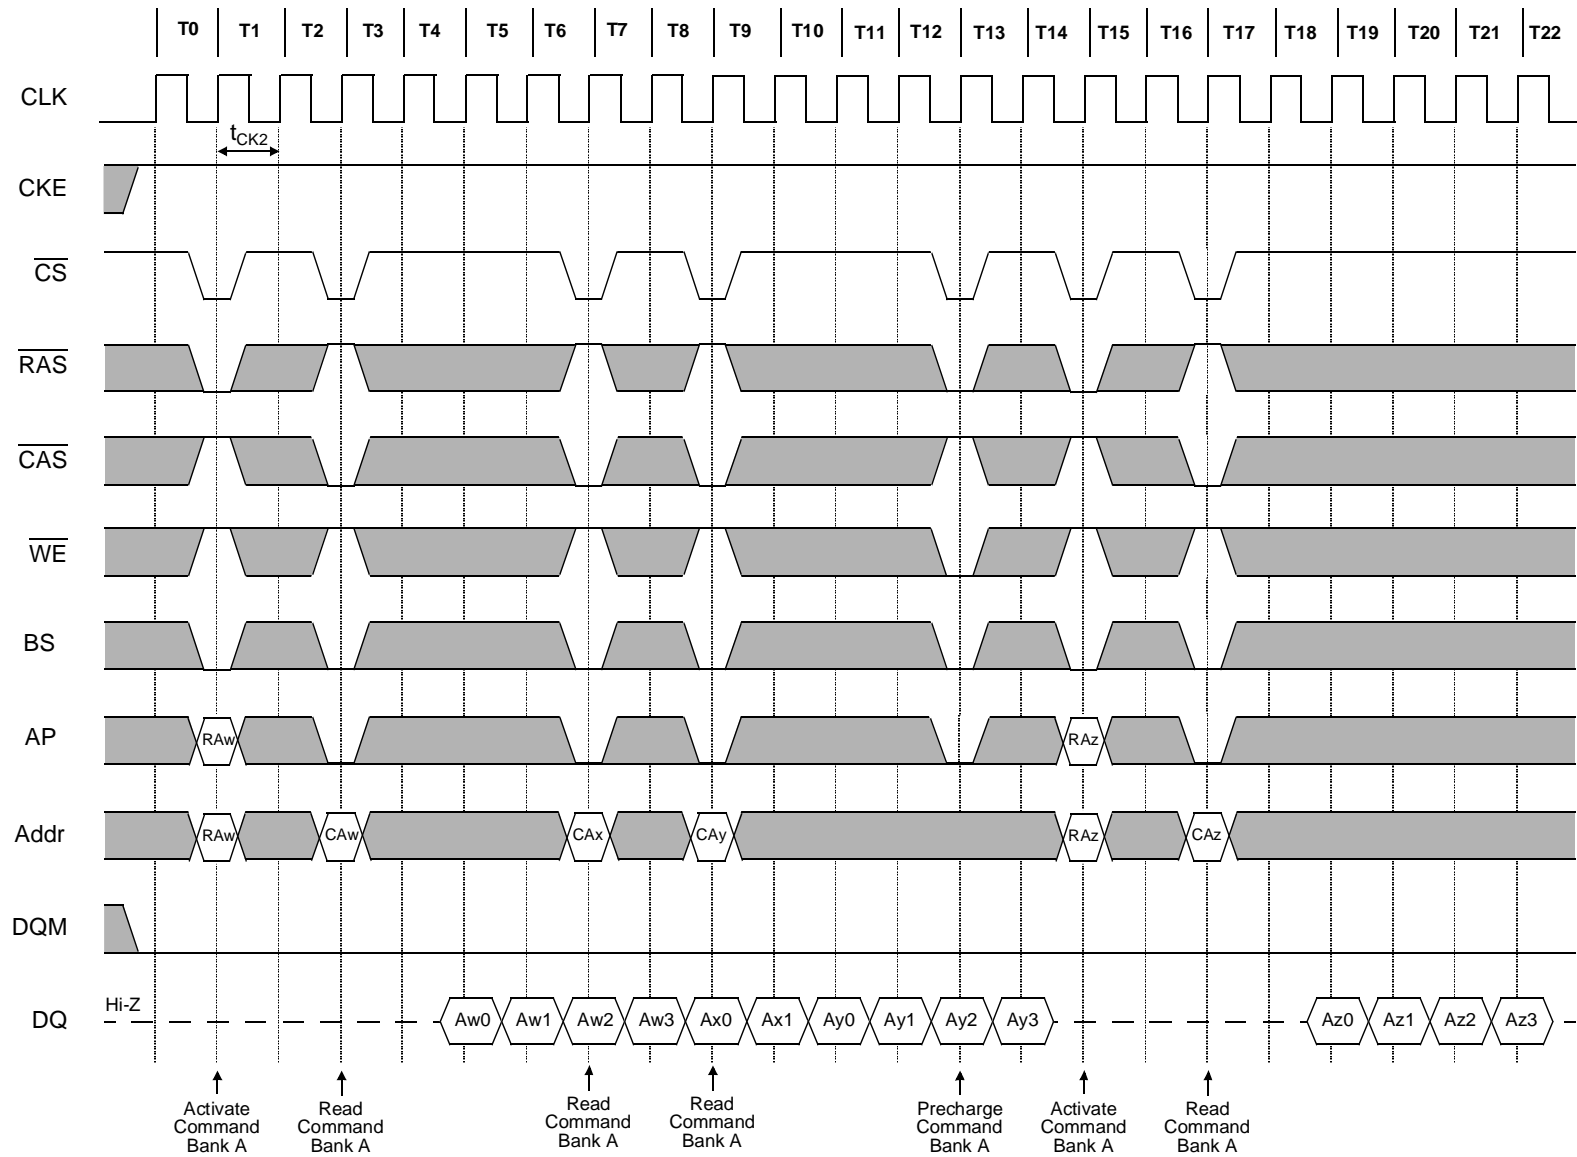 T0 T1 T2 T3 T4 T5 T6 T7 T8 T9 T10 T11 T12 T13 T14 T15 T16 T17 T18 T19 T20 T21 T22
CLK
tCK2
CKE
CS
RAS
CAS
WE
BS
AP RAw RAz
Addr RAw CAw CAx CAy RAz CAz
DQM
Hi-Z
DQ Aw0 Aw1 Aw2 Aw3 Ax0 Ax1 Ay0 Ay1 Ay2 Ay3 Az0 Az1 Az2 Az3
Activate
Command
Bank A
Read
Command
Bank A
Read
Command
Bank A
Read
Command
Bank A
Precharge
Command
Bank A
Activate
Command
Bank A
Read
Command
Bank A